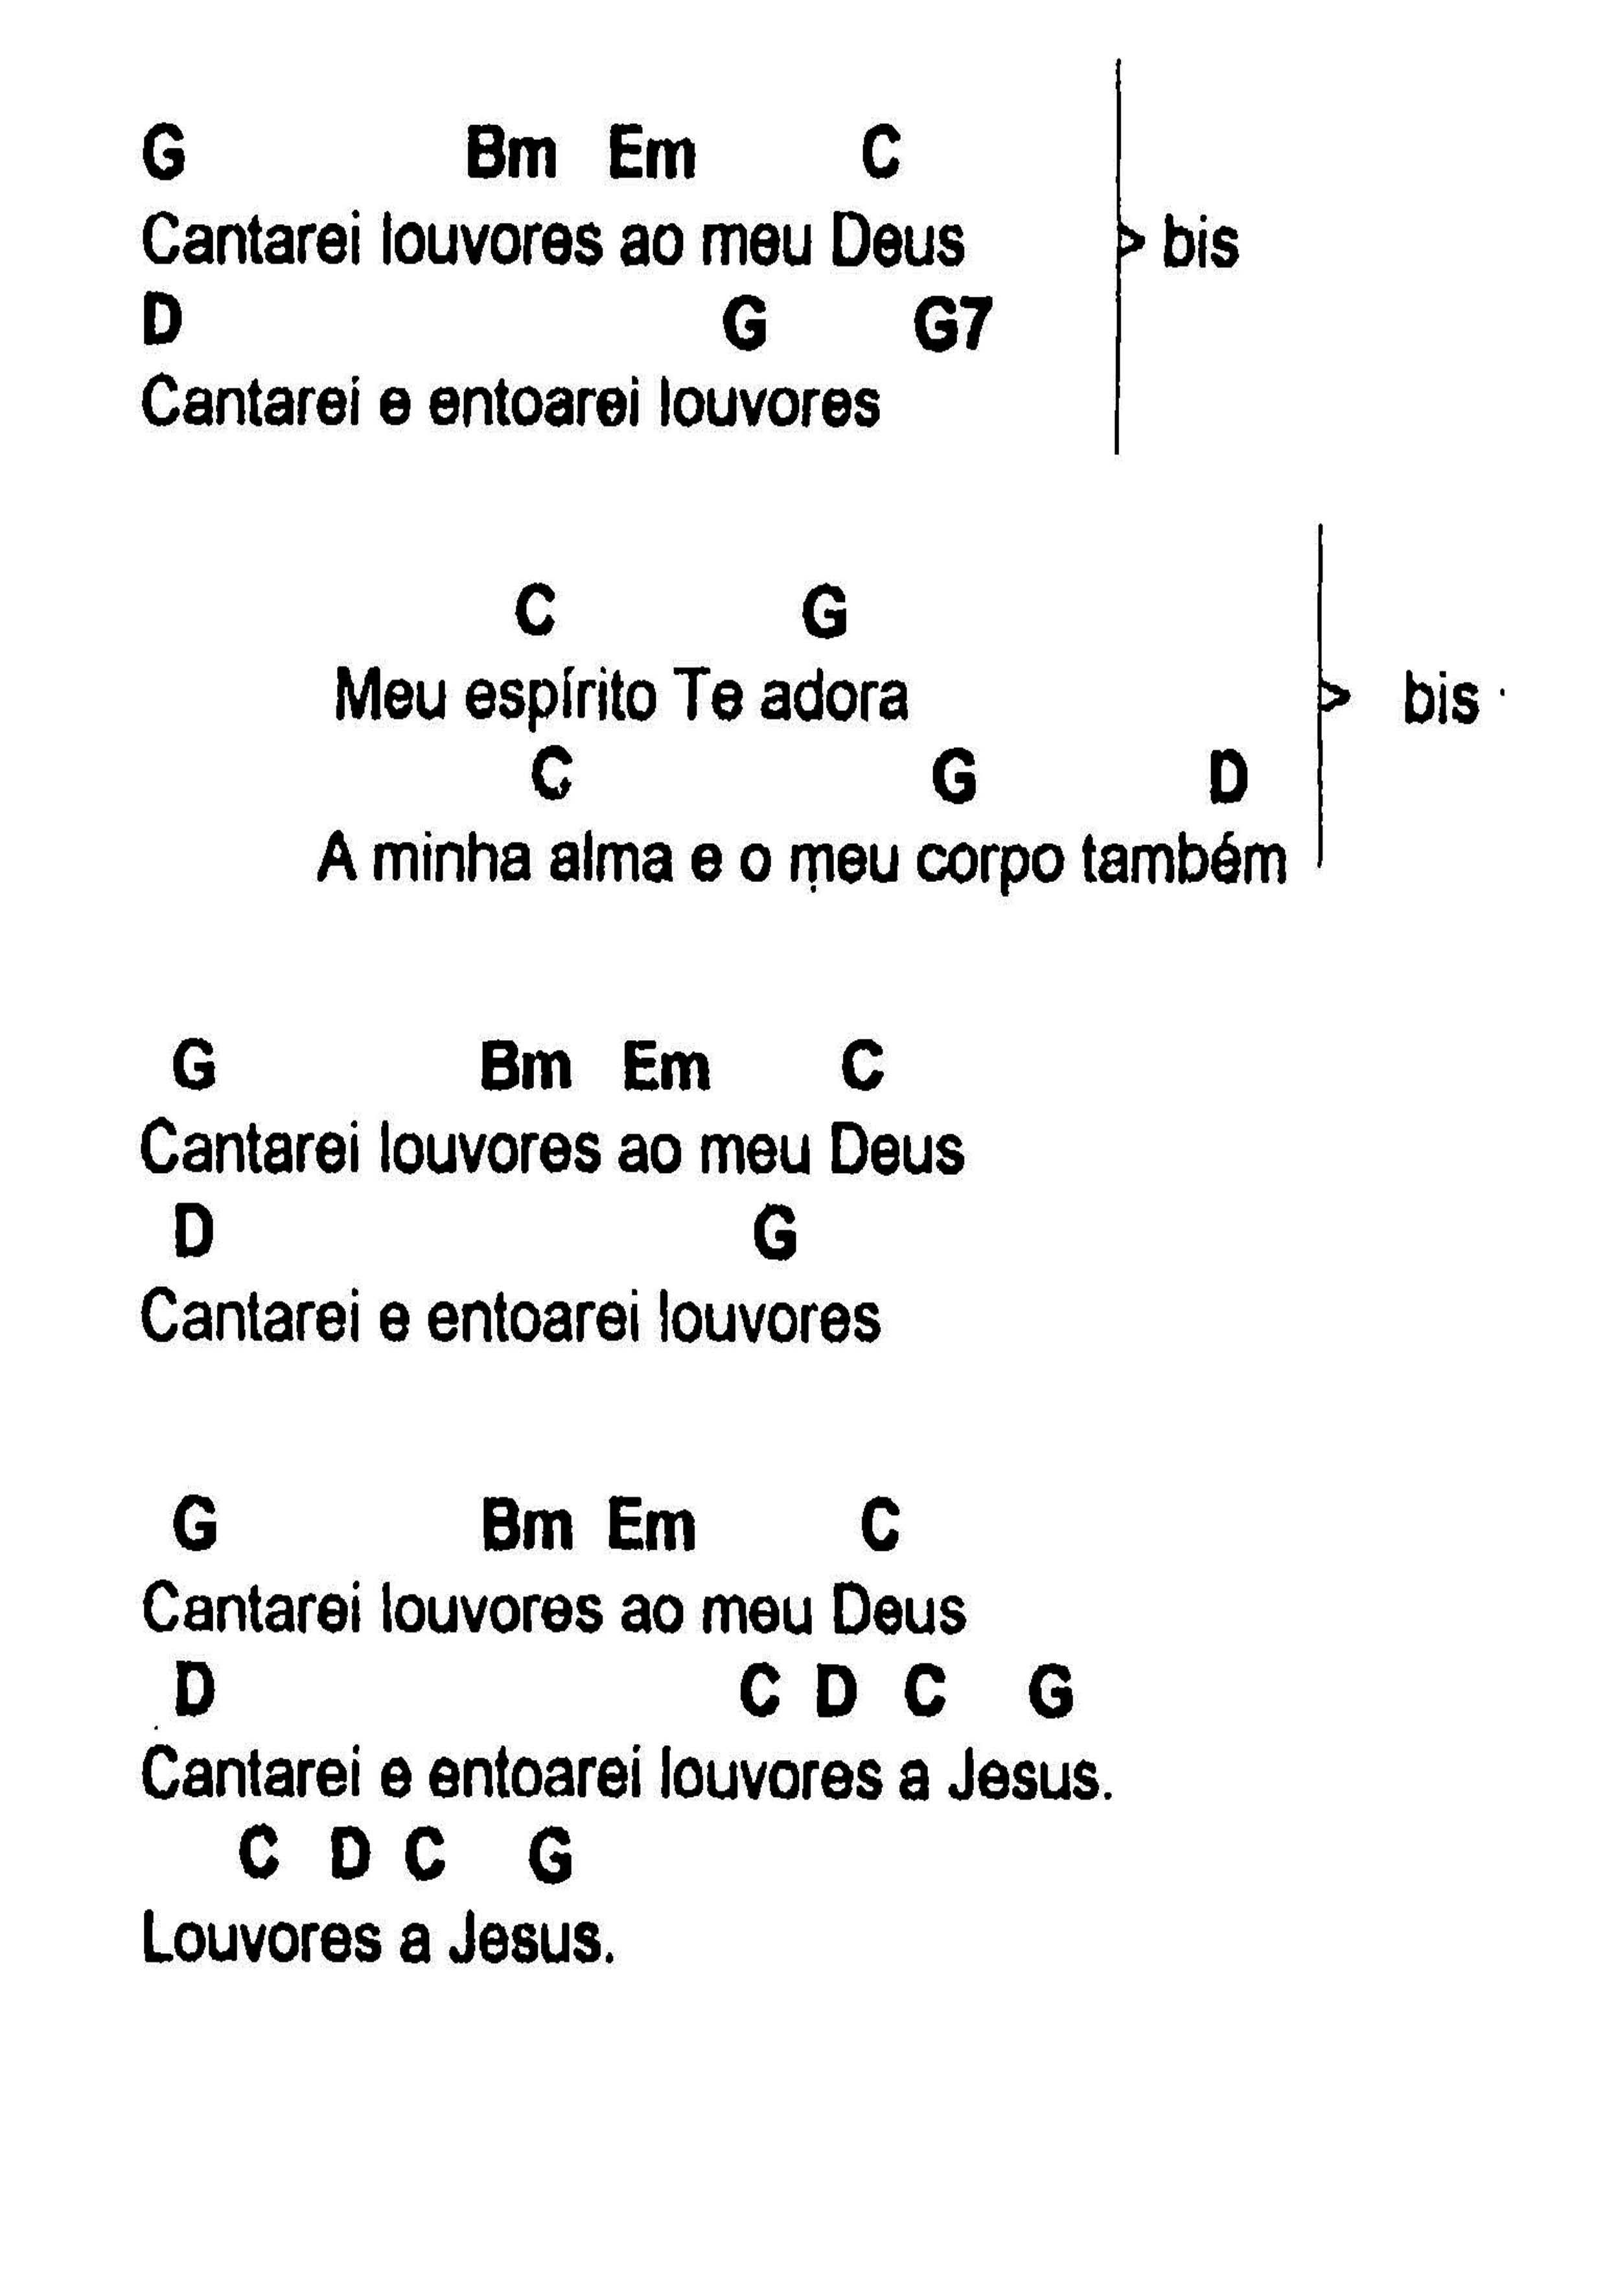 G Bm Em C
Cantarei louvores ao meu Deus > bis
D G G7
Cantarei e entoarei louvores
C G
Meu espírito Te adora > bis
C G D
A minha alma e o meu corpo também
G Bm Em C
Cantarei louvores ao meu Deus
D G
Cantarei e entoarei louvores
G Bm Em C
Cantarei louvores ao meu Deus
D C D C G
Cantarei e entoarei louvores a Jesus.
C D C G
Louvores a Jesus.